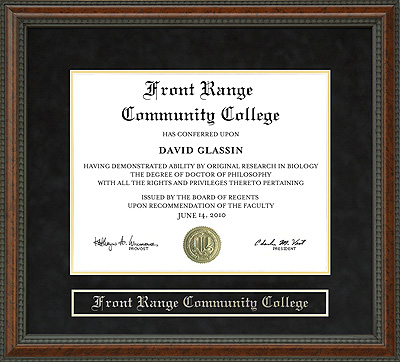 Front Range
Community College
HAS CONFERRED UPON
DAVID GLASSIN
HAVING DEMONSTRATED ABILITY BY ORIGINAL RESEARCH IN BIOLOGY
THE DEGREE OF DOCTOR OF PHILOSOPHY
WITH ALL THE RIGHTS AND PRIVILEGES THERETO PERTAINING
ISSUED BY THE BOARD OF REGENTS
UPON RECOMMENDATION OF THE FACULTY
JUNE 14, 2010
PROVOST
PRESIDENT
Front Range Community College